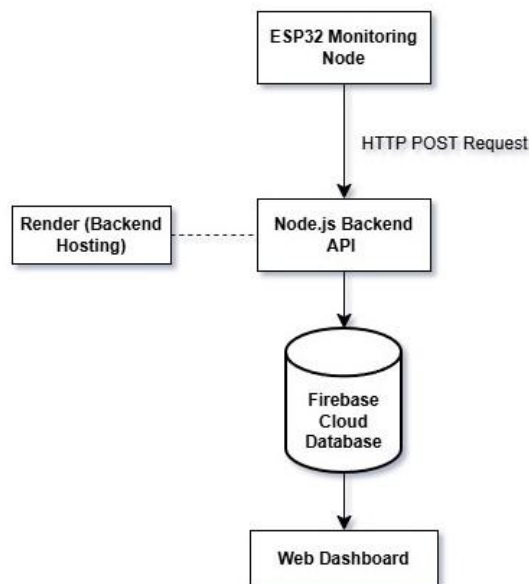 ESP32 Monitoring
Node
HTTP POST Request
Render (Backend
Hosting)
Node.js Backend
API
Firebase
Cloud
Database
Web Dashboard